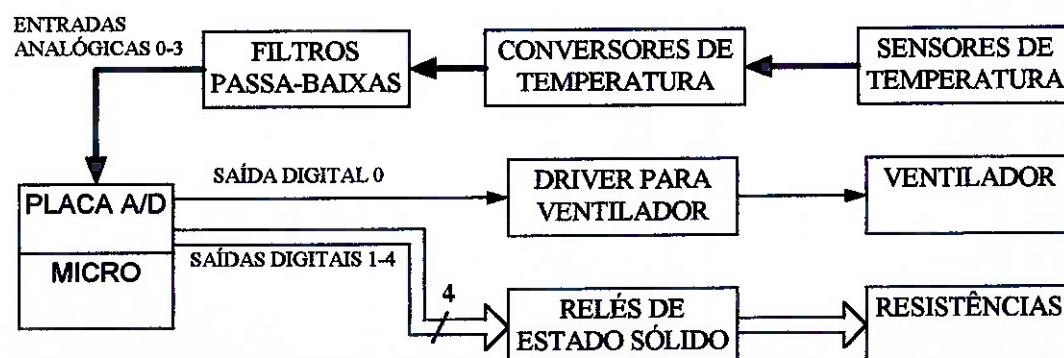 ENTRADAS
ANALÓGICAS 0-3
FILTROS
PASSA-BAIXAS
CONVERSORES DE
TEMPERATURA
SENSORES DE
TEMPERATURA
PLACA A/D
MICRO
SAÍDA DIGITAL 0
DRIVER PARA
VENTILADOR
VENTILADOR
SAÍDAS DIGITAIS 1-4
4
RELÉS DE
ESTADO SÓLIDO
RESISTÊNCIAS